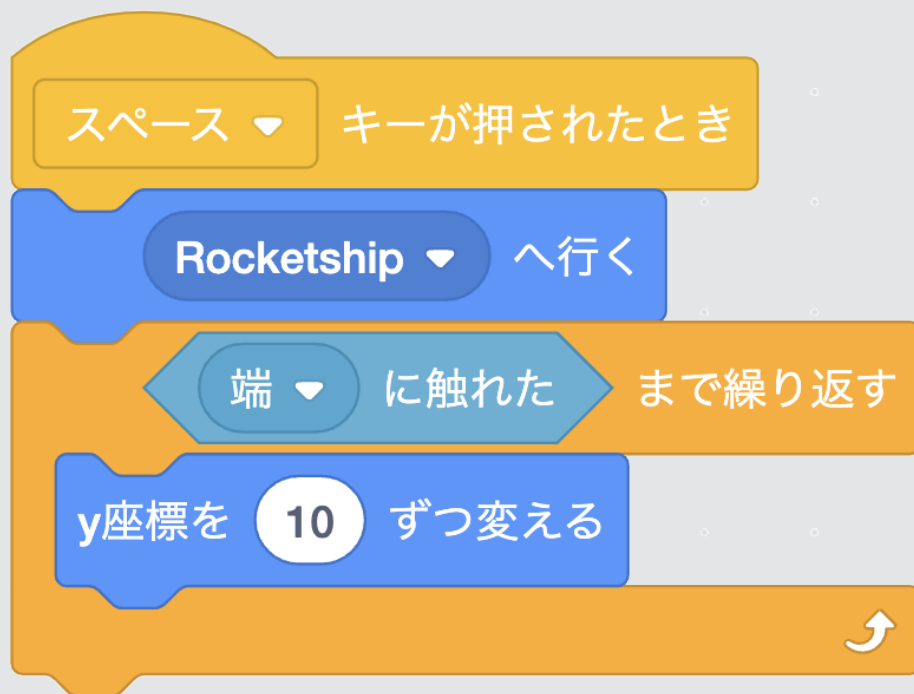 スペース キーが押されたとき
Rocketship へ行く
端 に触れた まで繰り返す
y座標を 10 ずつ変える